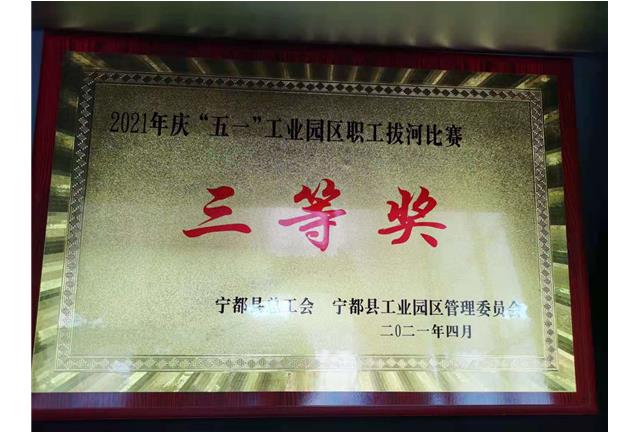 2021年庆“五一”工业园区职工拔河比赛
三等奖
宁都县总工会 宁都县工业园区管理委员会
二〇二一年四月